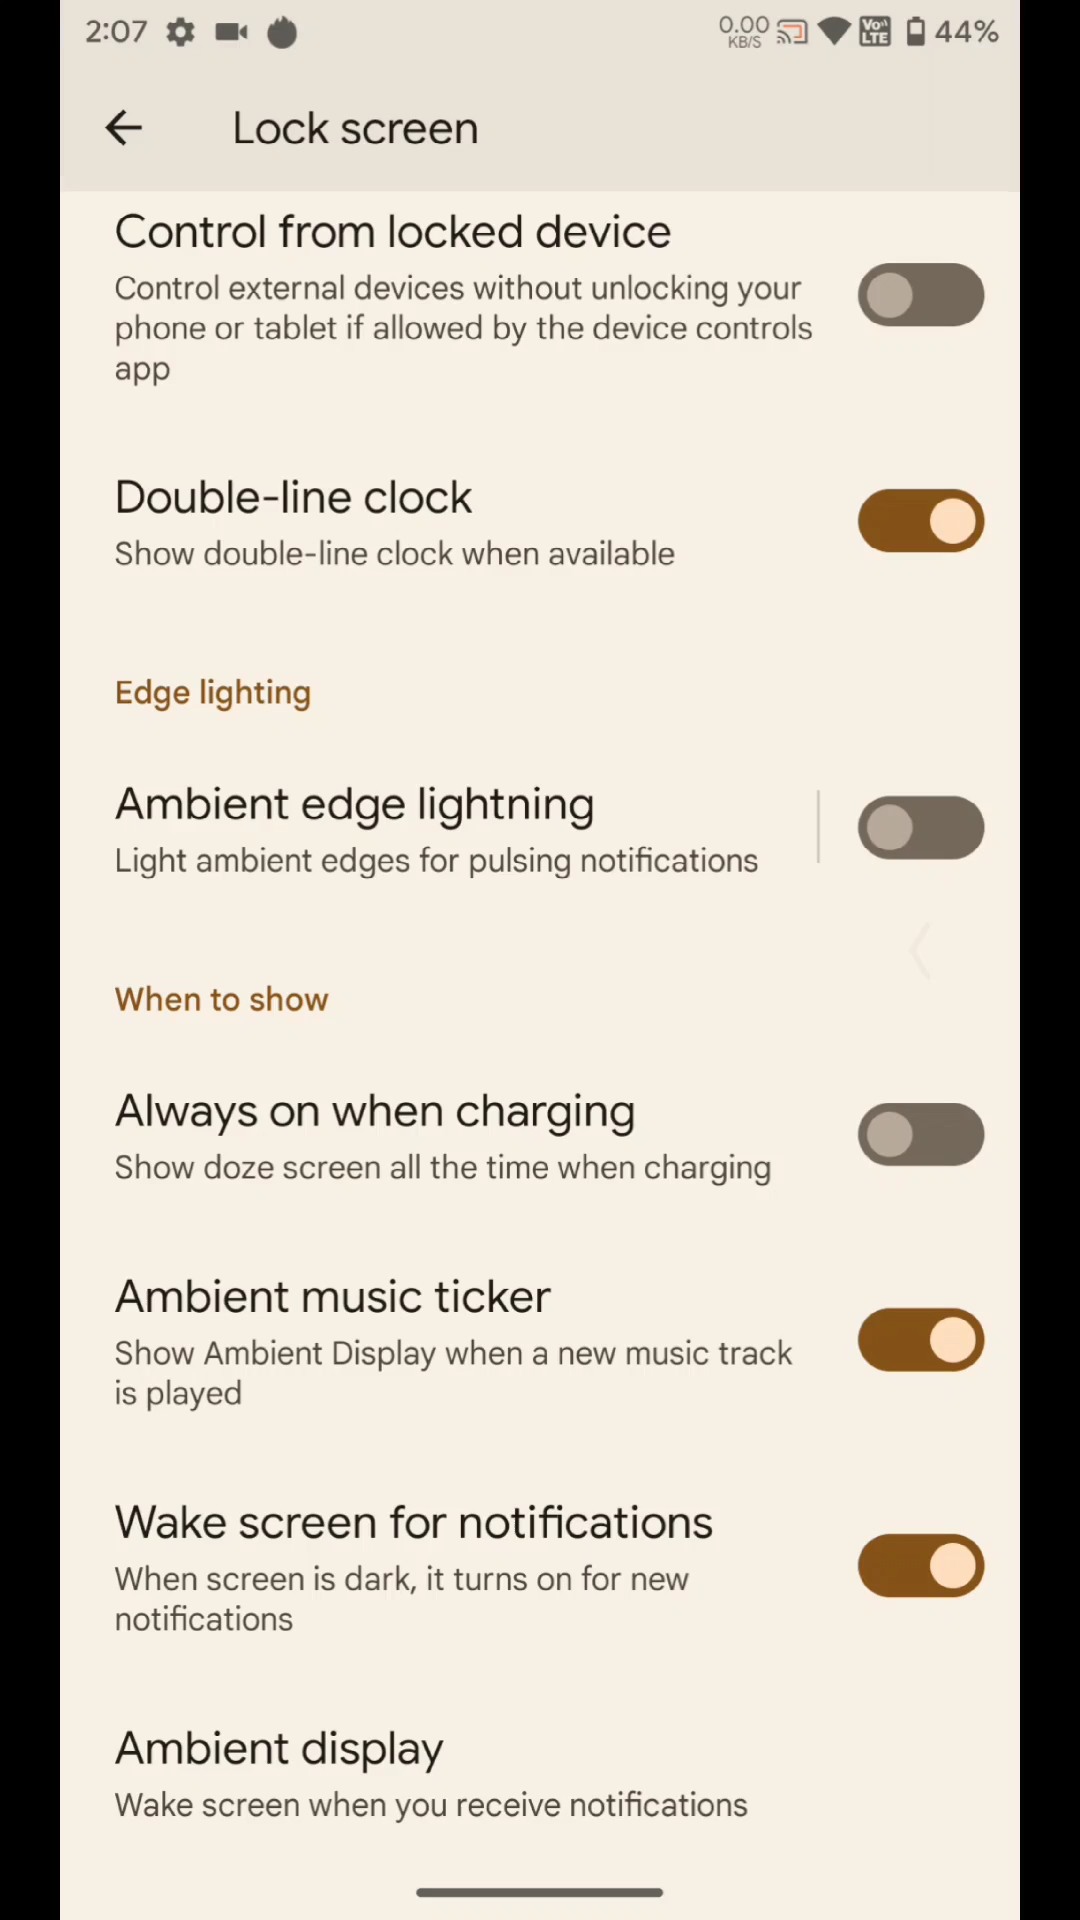 2:07
0.00
KB/S
Vo
LTE
44%
Lock screen
Control from locked device
Control external devices without unlocking your
phone or tablet if allowed by the device controls
app
Double-line clock
Show double-line clock when available
Edge lighting
Ambient edge lightning
Light ambient edges for pulsing notifications
When to show
Always on when charging
Show doze screen all the time when charging
Ambient music ticker
Show Ambient Display when a new music track
is played
Wake screen for notifications
When screen is dark, it turns on for new
notifications
Ambient display
Wake screen when you receive notifications